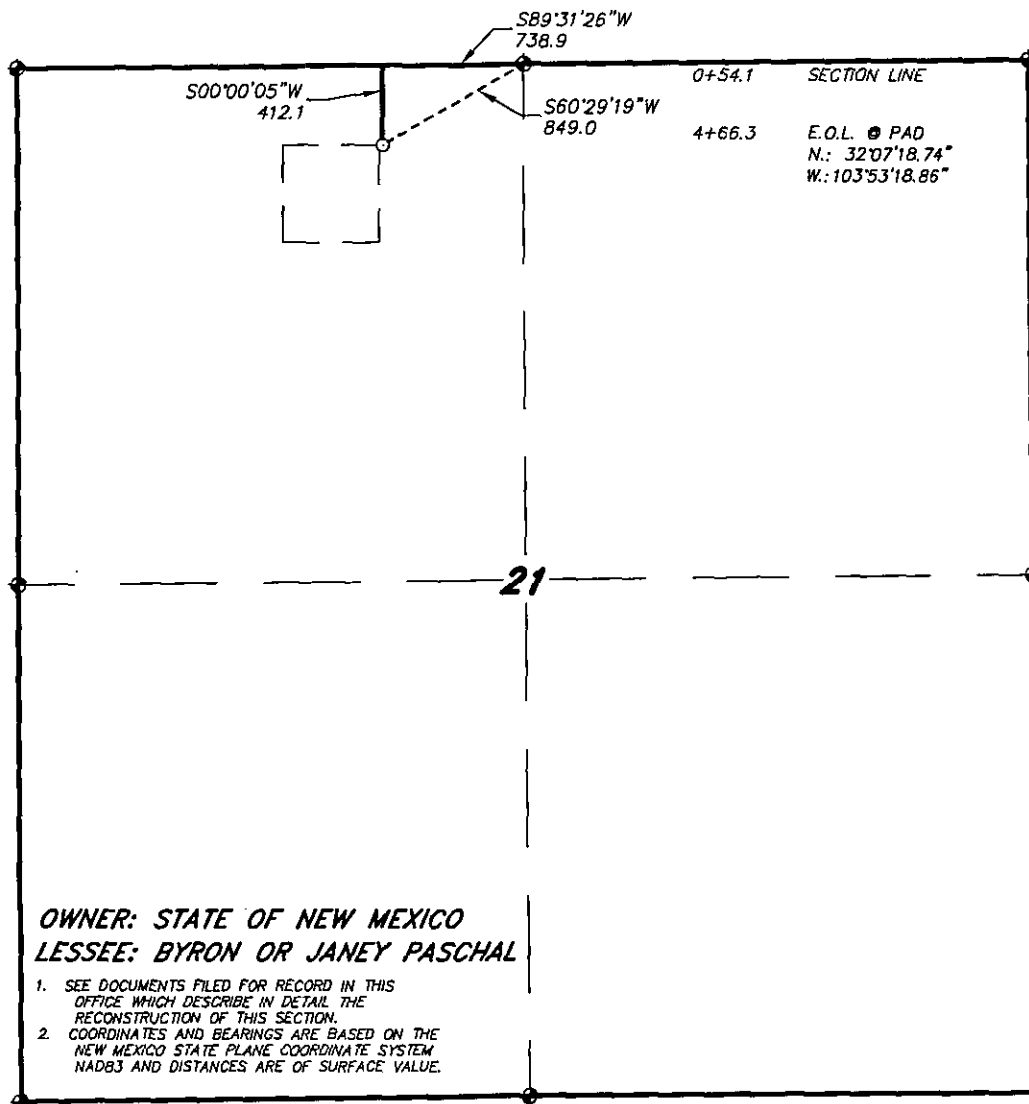 S89°31'26"W
738.9
S00°00'05"W
412.1
S60°29'19"W
849.0
0+54.1 SECTION LINE
4+66.3 E.O.L. @ PAD
N.: 32°07'18.74"
W.: 103°53'18.86"
21
OWNER: STATE OF NEW MEXICO
LESSEE: BYRON OR JANEY PASCHAL
1. SEE DOCUMENTS FILED FOR RECORD IN THIS
OFFICE WHICH DESCRIBE IN DETAIL THE
RECONSTRUCTION OF THIS SECTION.
2. COORDINATES AND BEARINGS ARE BASED ON THE
NEW MEXICO STATE PLANE COORDINATE SYSTEM
NAD83 AND DISTANCES ARE OF SURFACE VALUE.